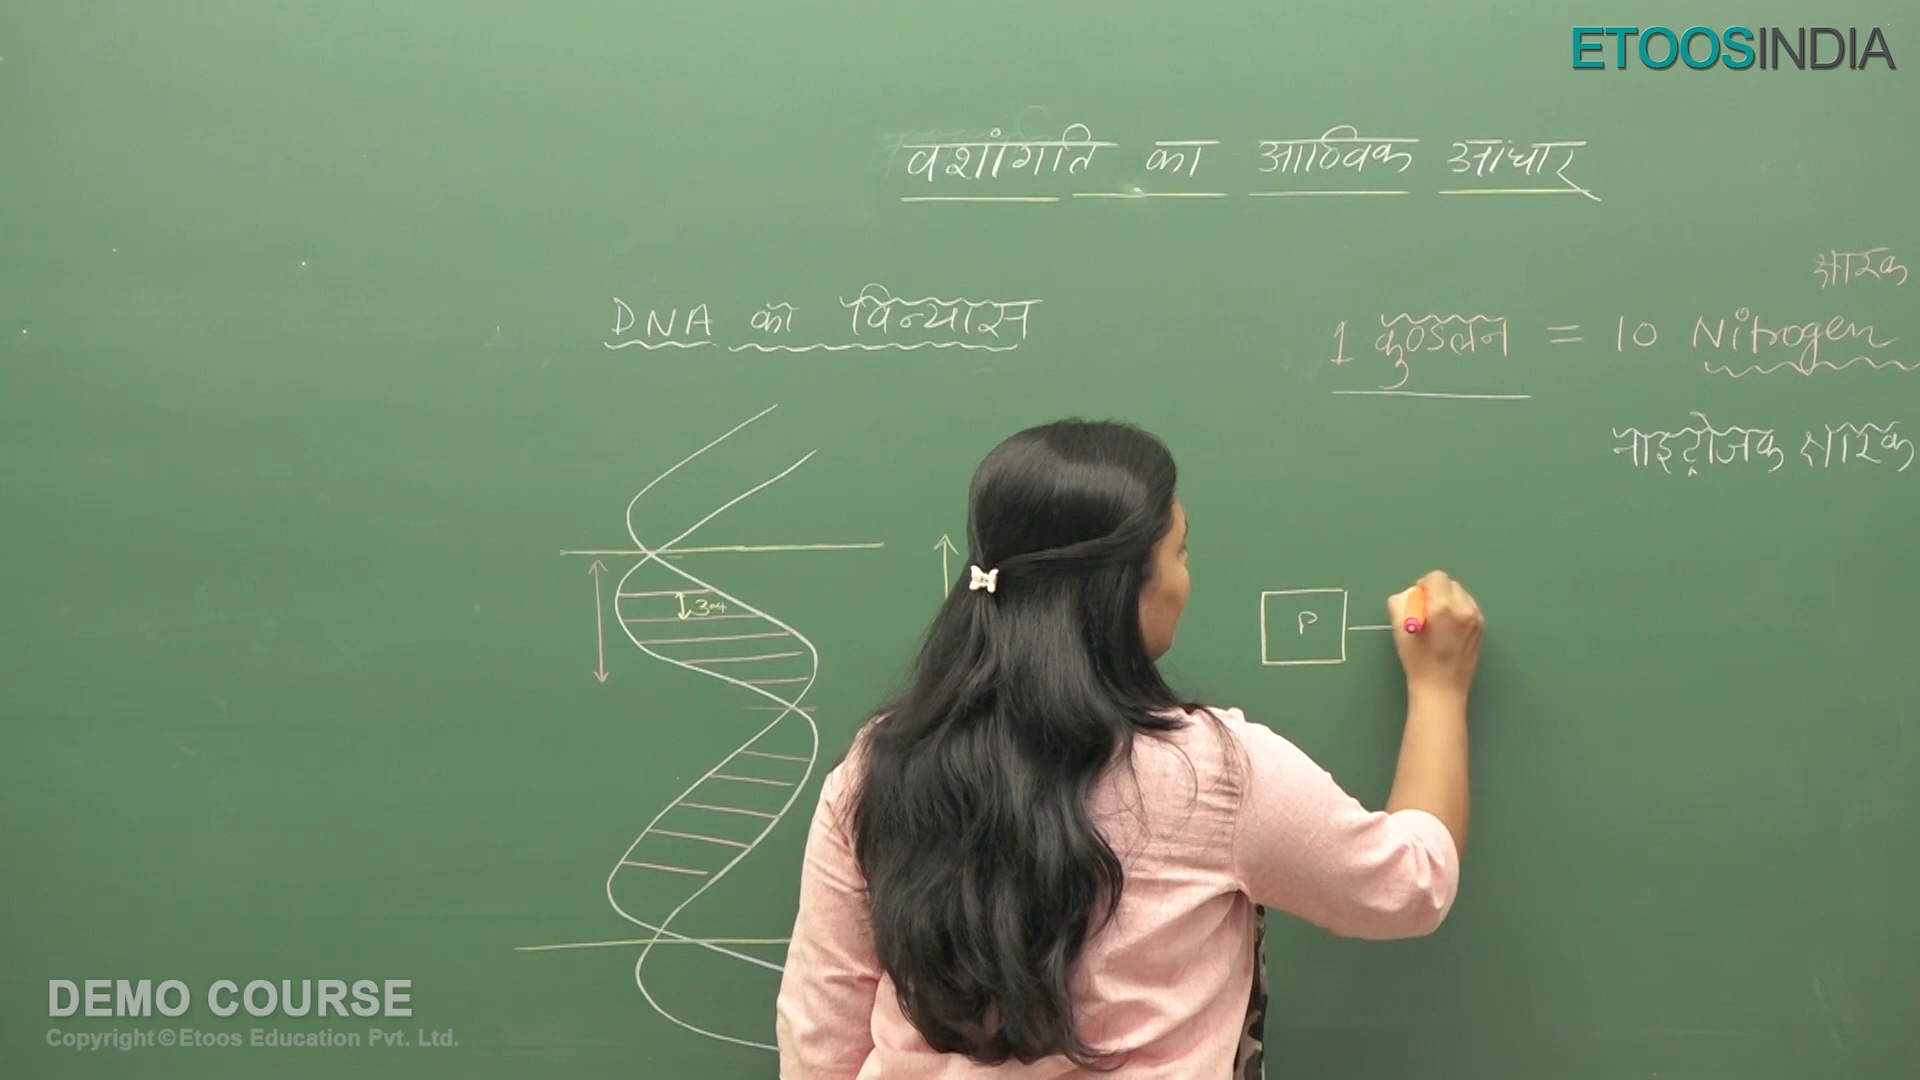 ETOOSINDIA
वशांगति का आण्विक आधार
DNA को विन्यास
क्षारक
1 कुण्डलन = 10 Nitrogen
नाइट्रोजक क्षारक
P
DEMO COURSE
Copyright © Etoos Education Pvt. Ltd.